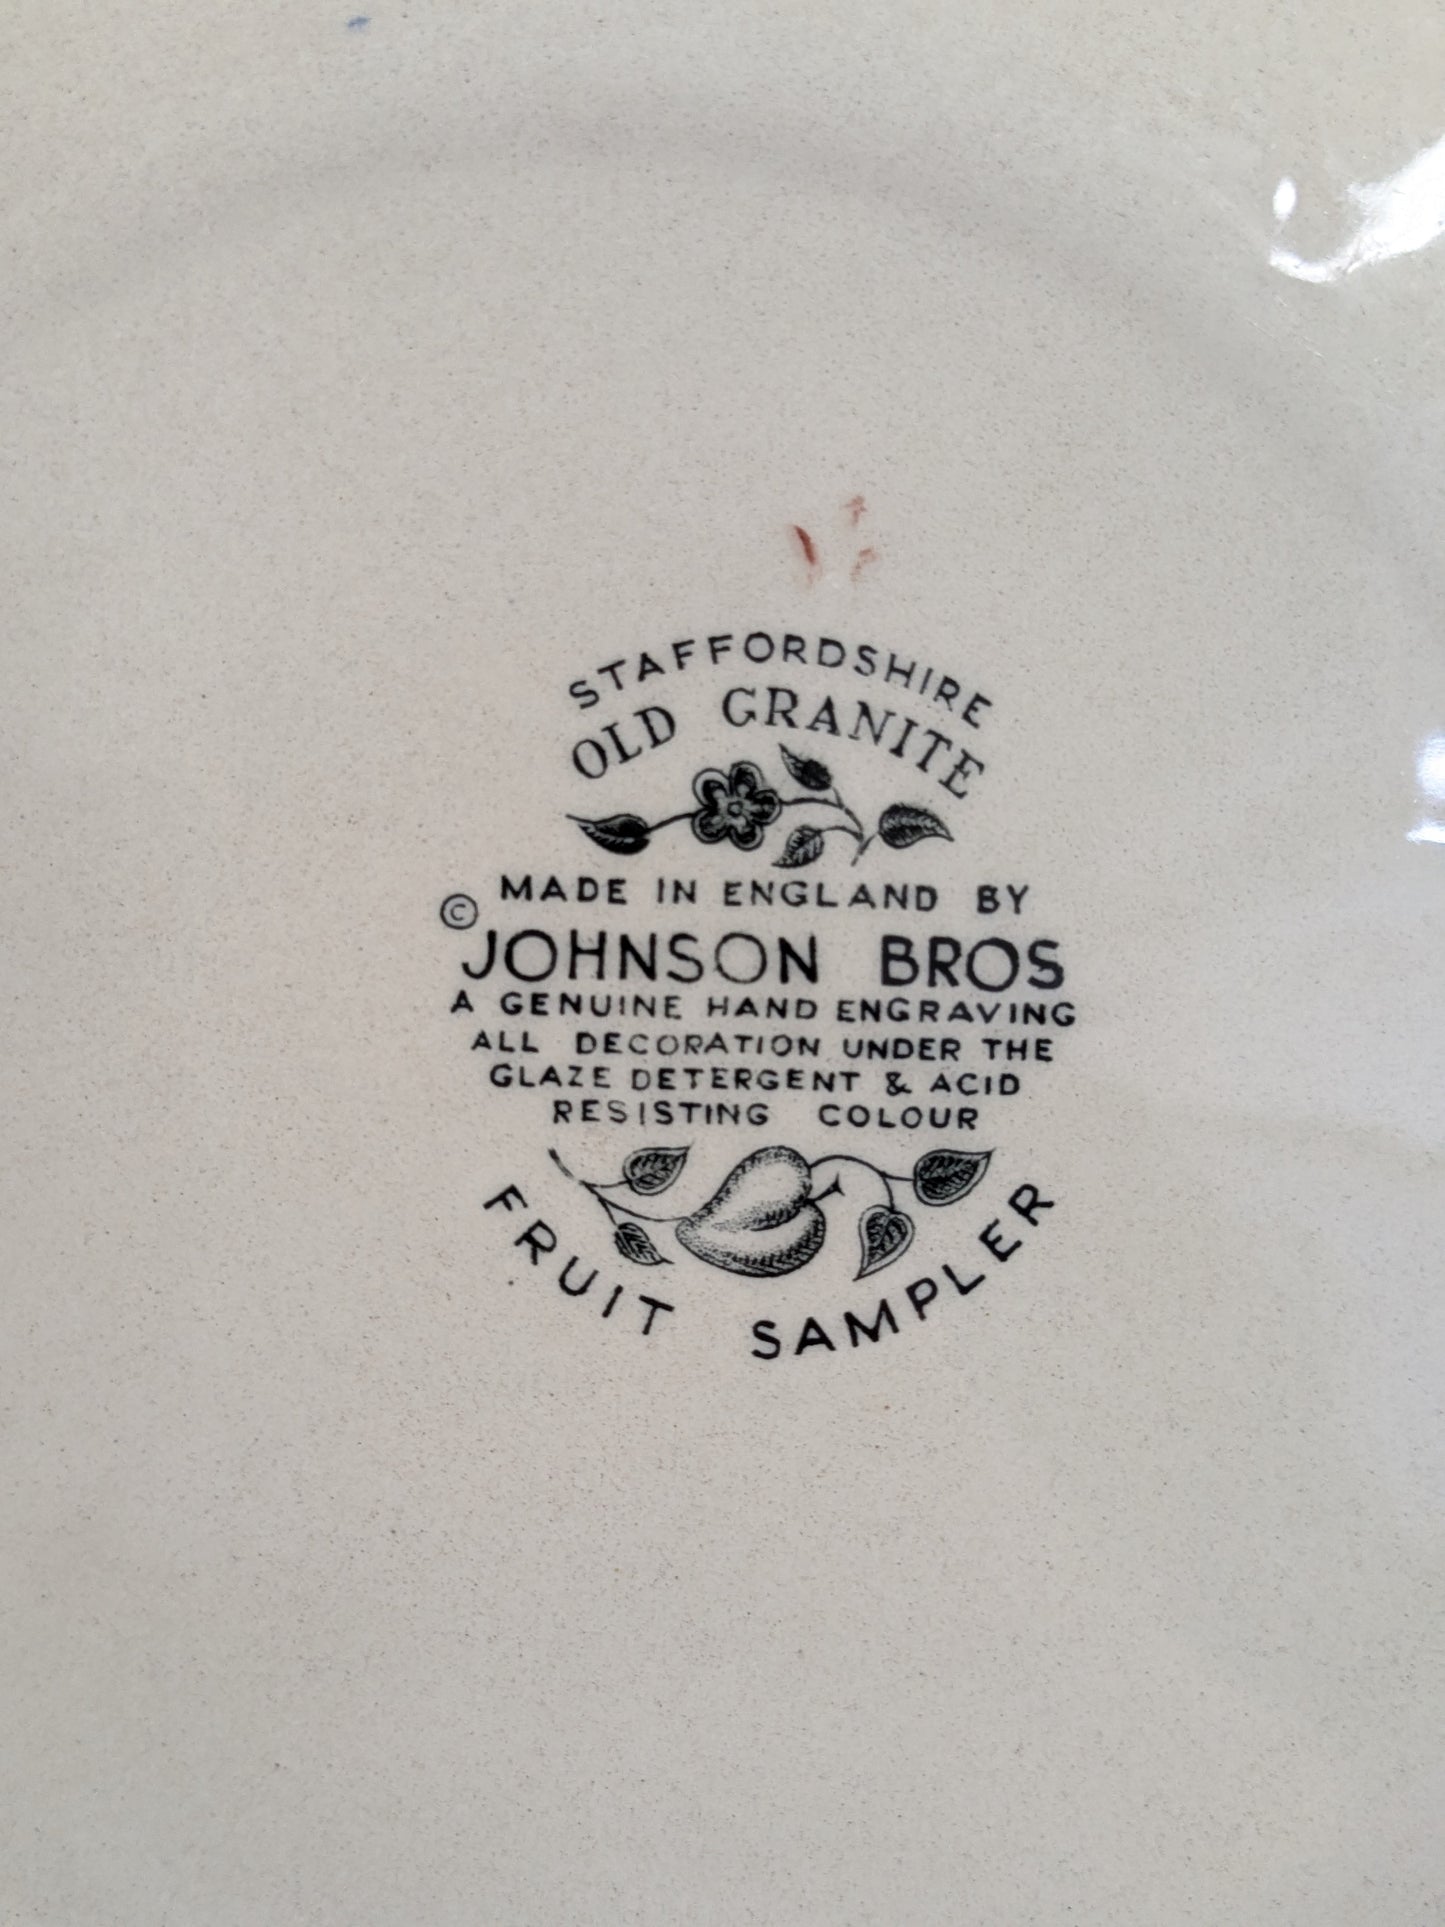 STAFFORDSHIRE
OLD GRANITE
MADE IN ENGLAND BY
© JOHNSON BROS
A GENUINE HAND ENGRAVING
ALL DECORATION UNDER THE
GLAZE DETERGENT & ACID
RESISTING COLOUR
FRUIT SAMPLER